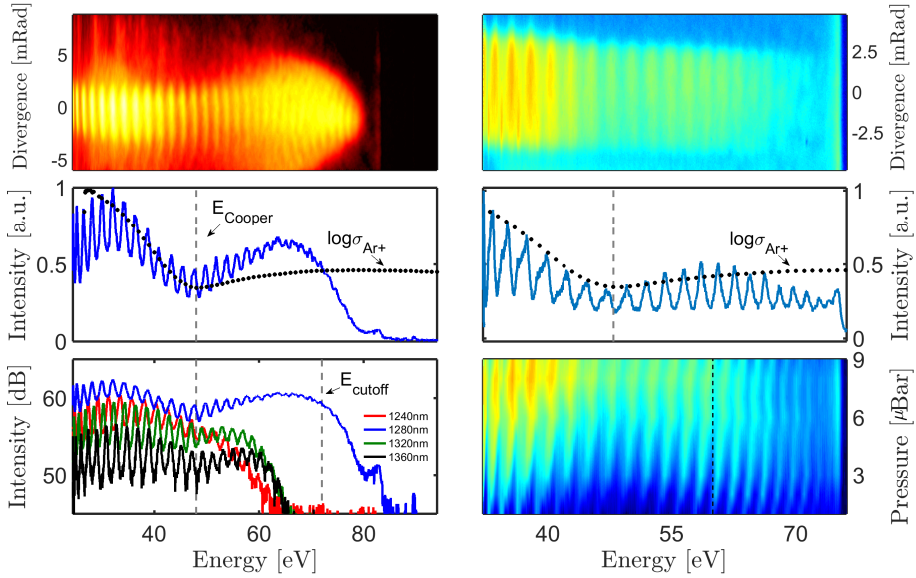 Divergence [mRad]
5
0
-5
2.5
0
-2.5
Divergence [mRad]
Intensity [a.u.]
1
0.5
0
E_Cooper
logσ_Ar+
logσ_Ar+
1
0.5
0
Intensity [a.u.]
Intensity [dB]
60
50
E_cutoff
1240nm
1280nm
1320nm
1360nm
40
60
80
Energy [eV]
9
6
3
Pressure [μBar]
40
55
70
Energy [eV]